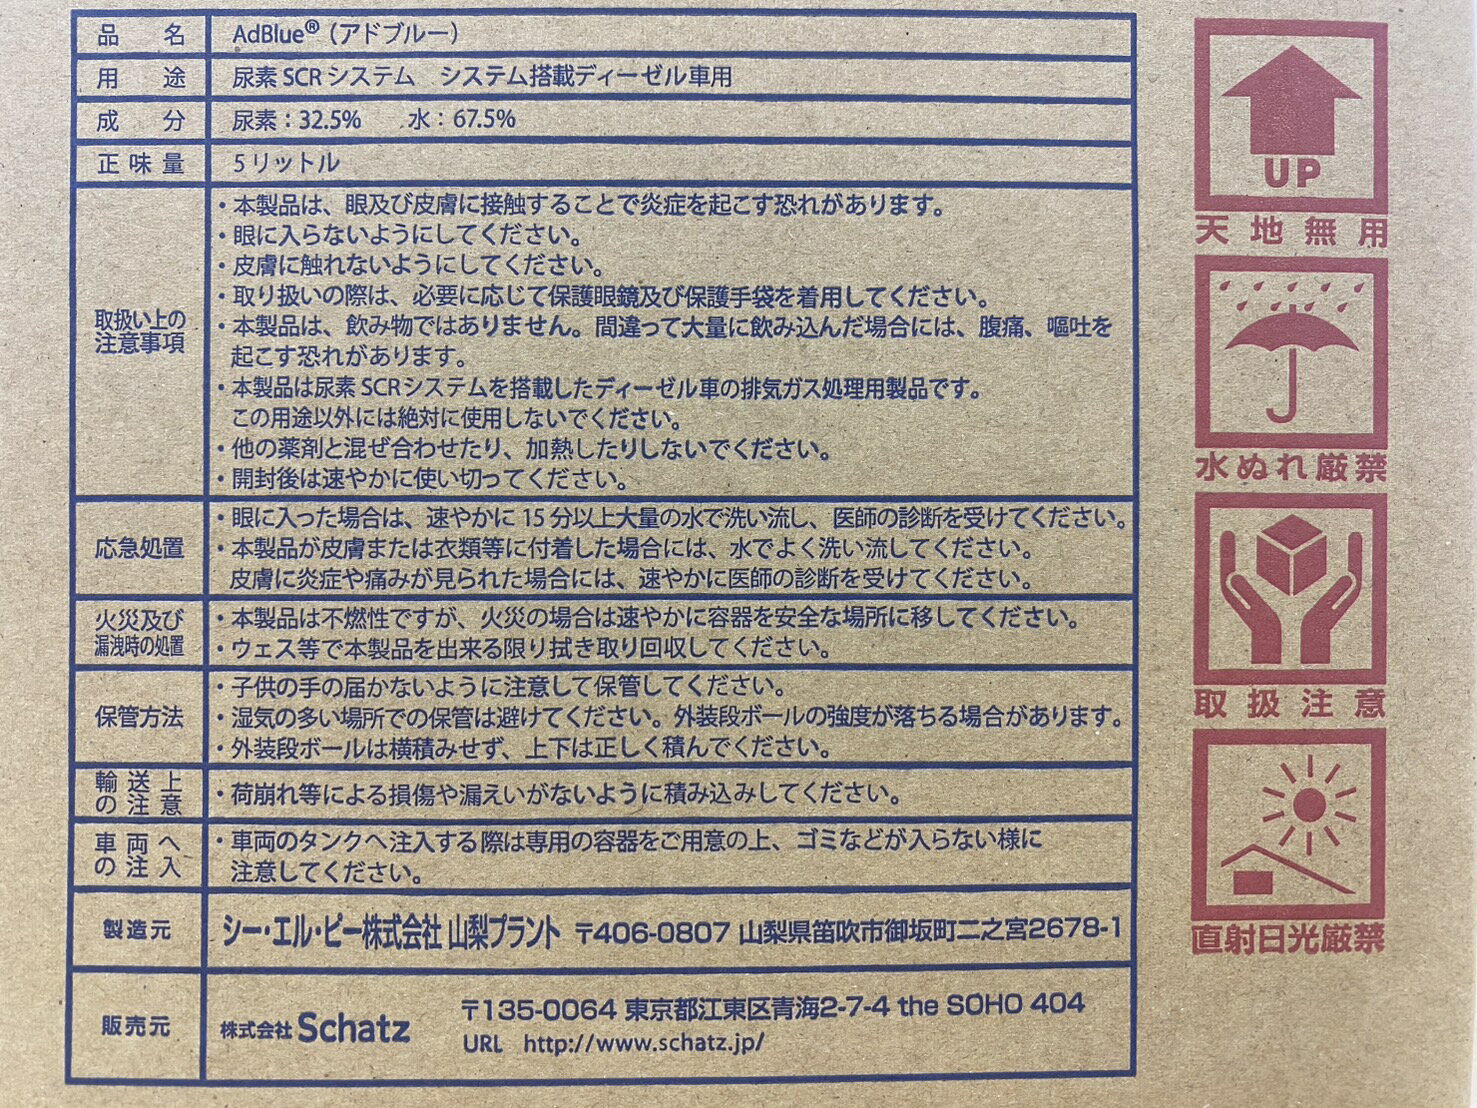 品名 AdBlue®（アドブルー）
用途 尿素 SCR システム　システム搭載ディーゼル車用
成分 尿素：32.5%　水：67.5%
正味量 5 リットル
取扱い上の
注意事項
・本製品は、眼及び皮膚に接触することで炎症を起こす恐れがあります。
・眼に入らないようにしてください。
・皮膚に触れないようにしてください。
・取り扱いの際は、必要に応じて保護眼鏡及び保護手袋を着用してください。
・本製品は、飲み物ではありません。間違って大量に飲み込んだ場合には、腹痛、嘔吐を
起こす恐れがあります。
・本製品は尿素 SCRシステムを搭載したディーゼル車の排気ガス処理用製品です。
この用途以外には絶対に使用しないでください。
・他の薬剤と混ぜ合わせたり、加熱したりしないでください。
・開封後は速やかに使い切ってください。
応急処置
・眼に入った場合は、速やかに 15 分以上大量の水で洗い流し、医師の診断を受けてください。
・本製品が皮膚または衣類等に付着した場合には、水でよく洗い流してください。
皮膚に炎症や痛みが見られた場合には、速やかに医師の診断を受けてください。
火災及び
漏洩時の処置
・本製品は不燃性ですが、火災の場合は速やかに容器を安全な場所に移してください。
・ウェス等で本製品を出来る限り拭き取り回収してください。
保管方法
・子供の手の届かないように注意して保管してください。
・湿気の多い場所での保管は避けてください。外装段ボールの強度が落ちる場合があります。
・外装段ボールは横積みせず、上下は正しく積んでください。
輸送上
の注意
・荷崩れ等による損傷や漏えいがないように積み込みしてください。
車両へ
の注入
・車両のタンクへ注入する際は専用の容器をご用意の上、ゴミなどが入らない様に
注意してください。
製造元 シー・エル・ピー株式会社 山梨プラント 〒406-0807 山梨県笛吹市御坂町二之宮2678-1
販売元 株式会社 Schatz
〒135-0064 東京都江東区青海2-7-4 the SOHO 404
URL http://www.schatz.jp/
UP
天地無用
水ぬれ厳禁
取扱注意
直射日光厳禁